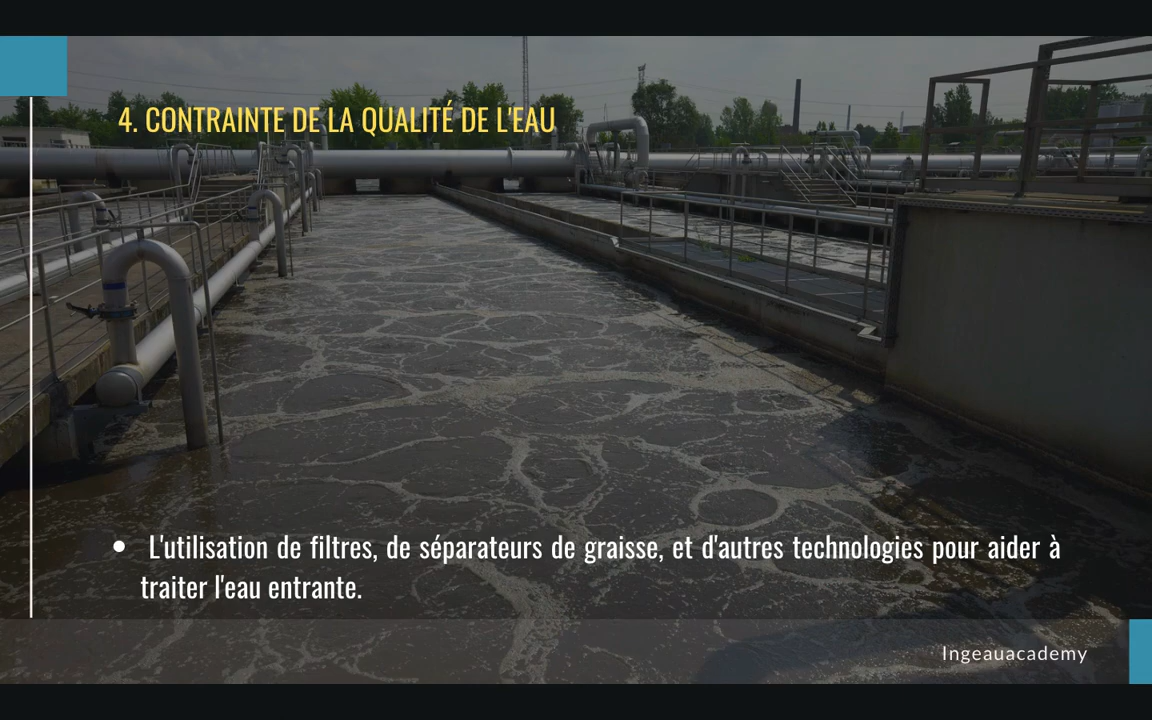 4. CONTRAINTE DE LA QUALITÉ DE L'EAU
• L'utilisation de filtres, de séparateurs de graisse, et d'autres technologies pour aider à
traiter l'eau entrante.
Ingeauacademy